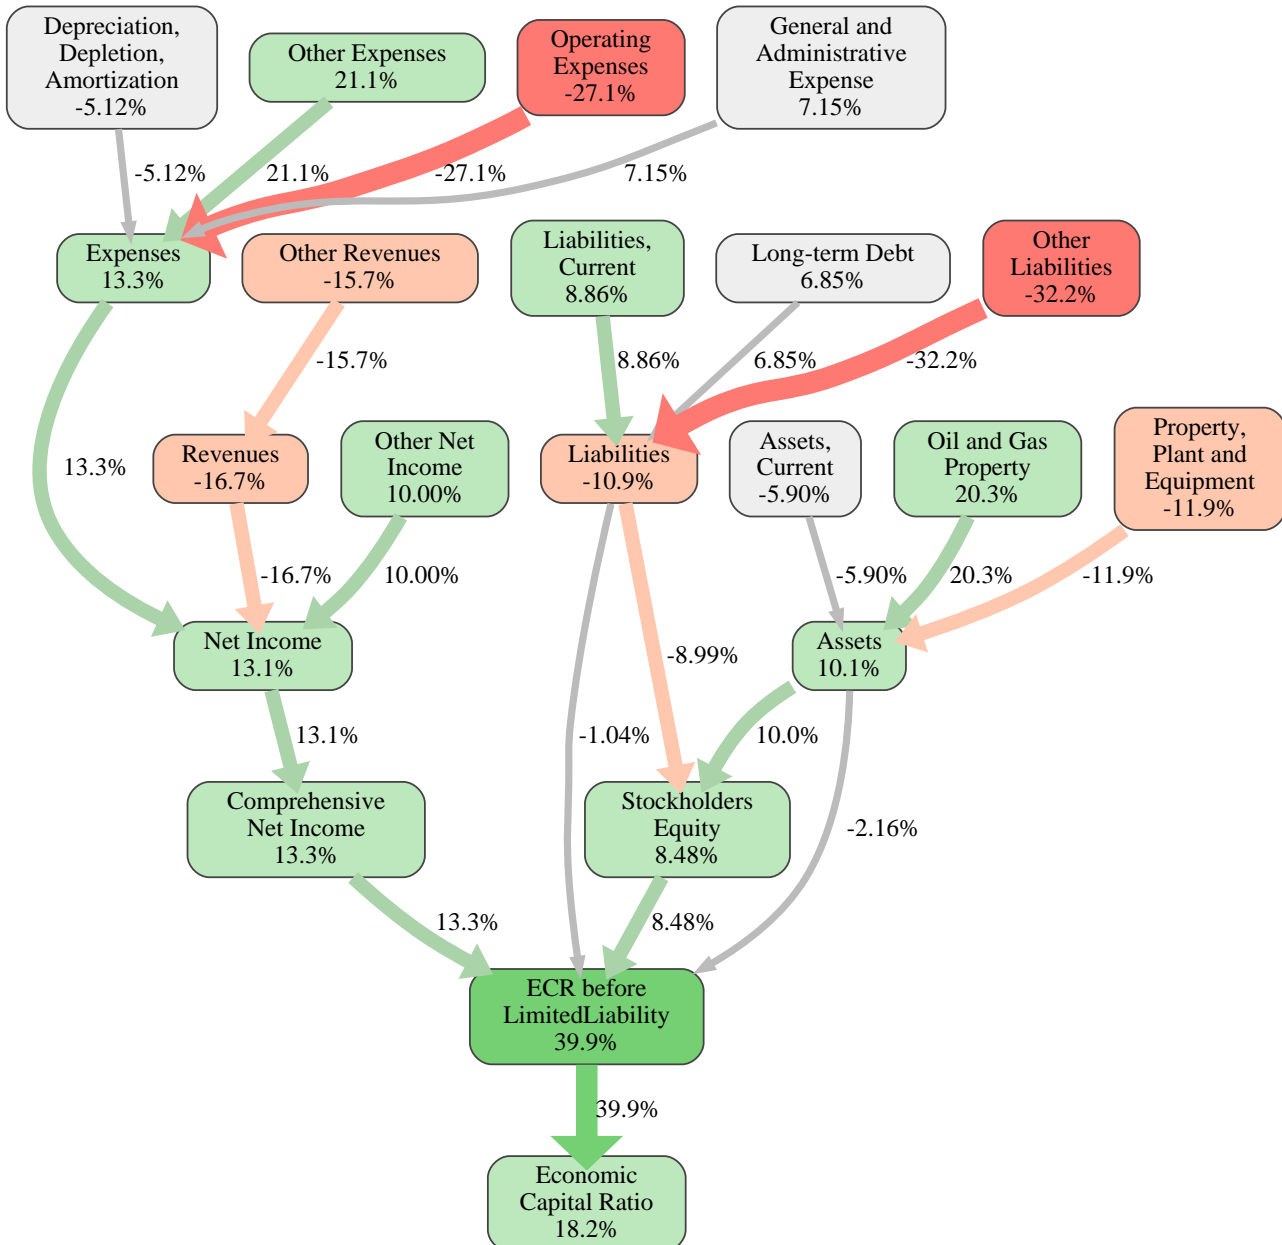 Depreciation,
Depletion,
Amortization
-5.12%
Other Expenses
21.1%
Operating
Expenses
-27.1%
General and
Administrative
Expense
7.15%
-5.12%
21.1%
-27.1%
7.15%
Expenses
13.3%
Other Revenues
-15.7%
Liabilities,
Current
8.86%
Long-term Debt
6.85%
Other
Liabilities
-32.2%
-15.7%
8.86%
6.85%
-32.2%
13.3%
Revenues
-16.7%
Other Net
Income
10.00%
Liabilities
-10.9%
Assets,
Current
-5.90%
Oil and Gas
Property
20.3%
Property,
Plant and
Equipment
-11.9%
-16.7%
10.00%
-5.90%
20.3%
-11.9%
Net Income
13.1%
-8.99%
Assets
10.1%
13.1%
-1.04%
10.0%
Comprehensive
Net Income
13.3%
Stockholders
Equity
8.48%
-2.16%
13.3%
8.48%
ECR before
LimitedLiability
39.9%
39.9%
Economic
Capital Ratio
18.2%